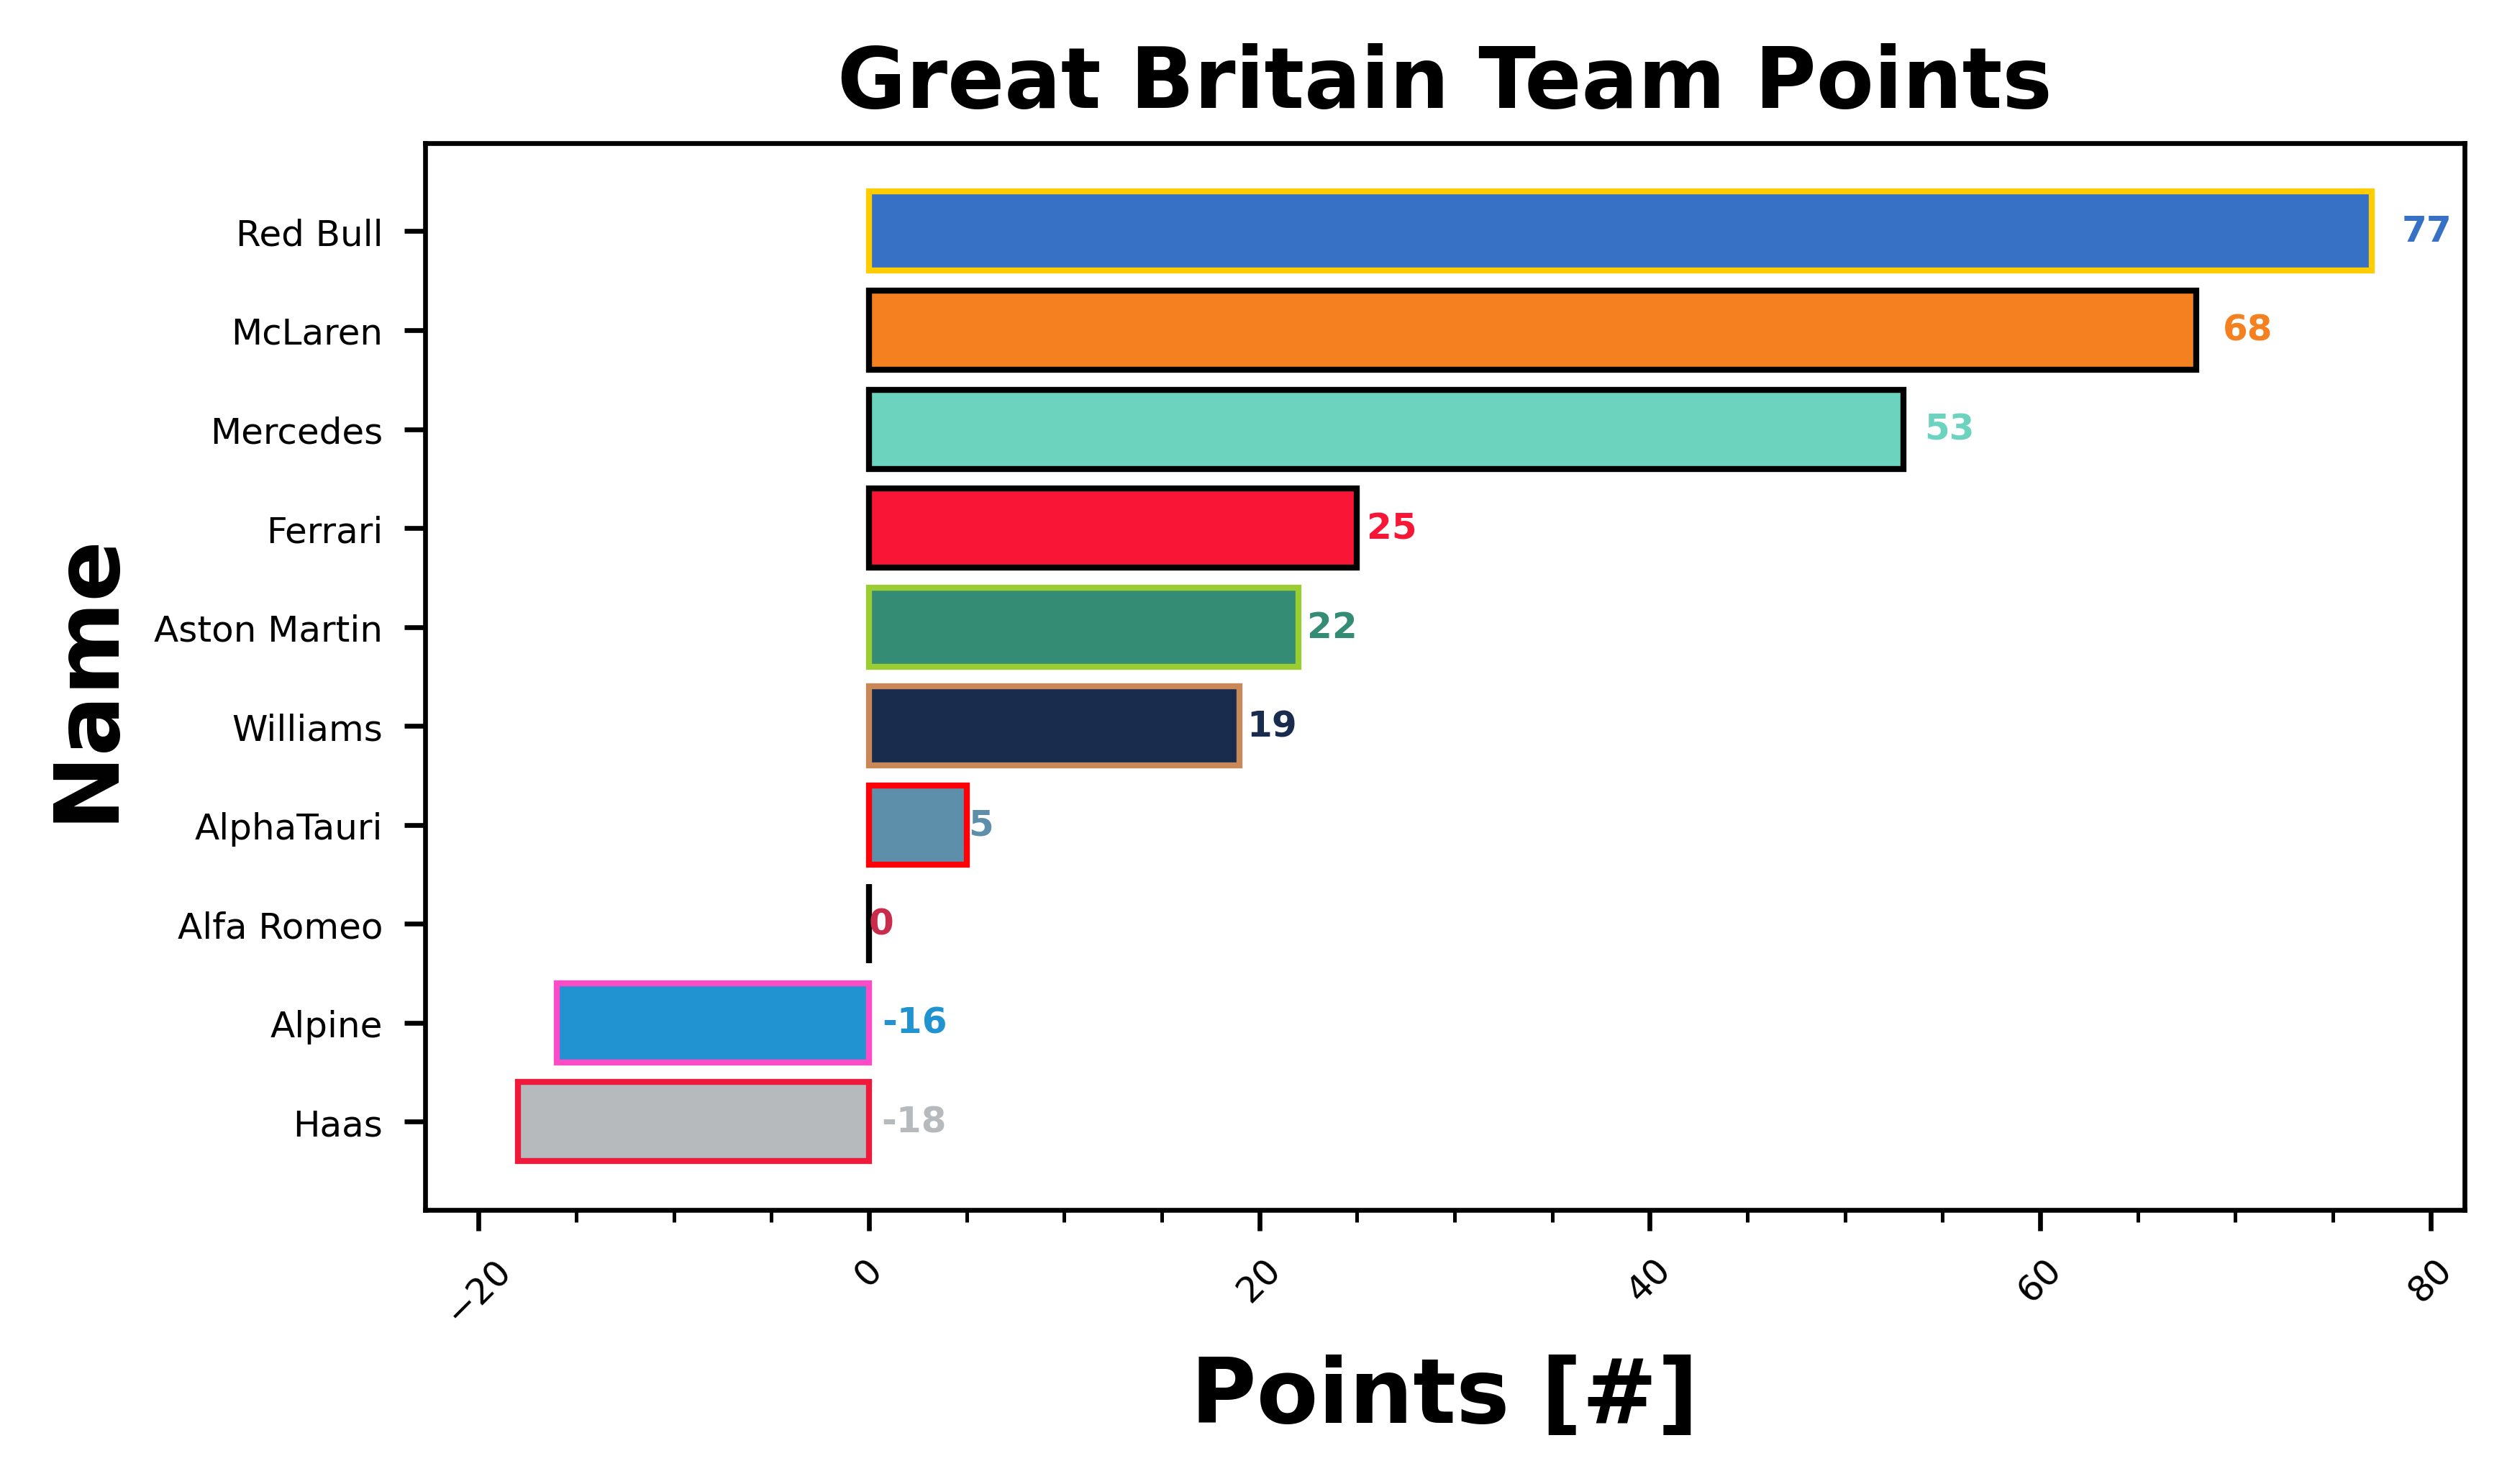 Great Britain Team Points
Name
Red Bull 77
McLaren 68
Mercedes 53
Ferrari 25
Aston Martin 22
Williams 19
AlphaTauri 5
Alfa Romeo 0
Alpine -16
Haas -18
−20 0 20 40 60 80
Points [#]